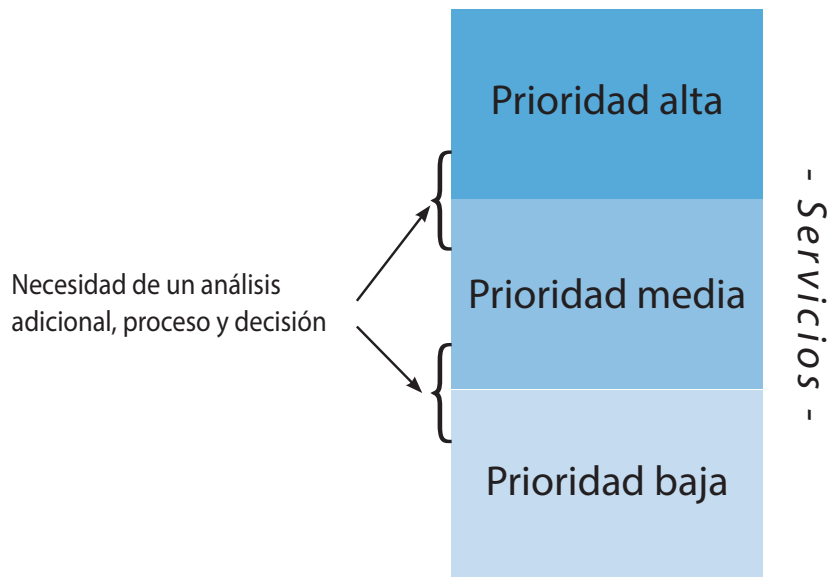 Prioridad alta
Necesidad de un análisis
adicional, proceso y decisión
Prioridad media
Prioridad baja
- Servicios -